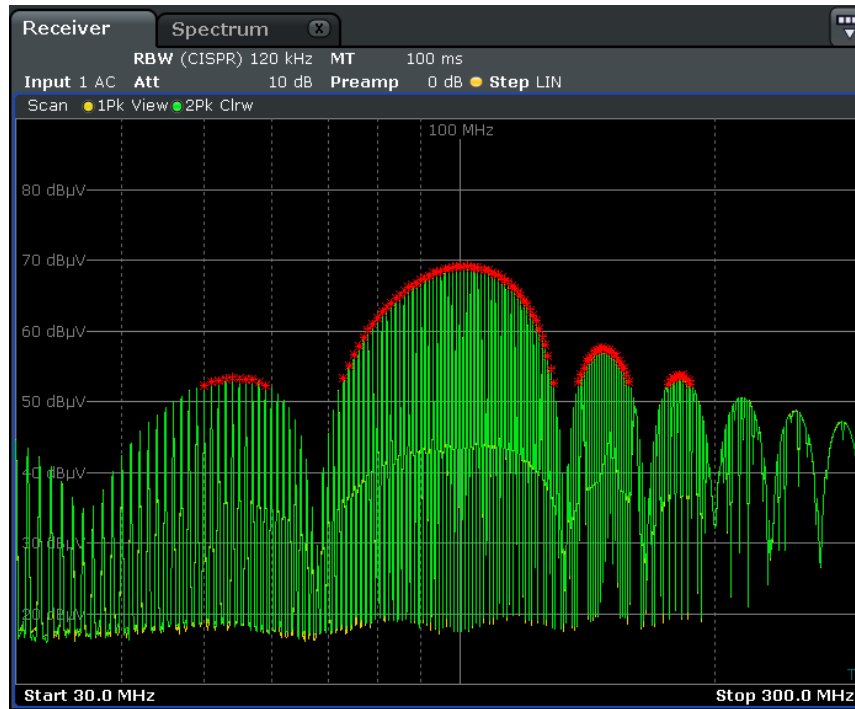 Receiver Spectrum X
RBW (CISPR) 120 kHz MT 100 ms
Input 1 AC Att 10 dB Preamp 0 dB Step LIN
Scan 1Pk View 2Pk Clrw
100 MHz
80 dBµV
70 dBµV
60 dBµV
50 dBµV
40 dBµV
30 dBµV
20 dBµV
Start 30.0 MHz Stop 300.0 MHz